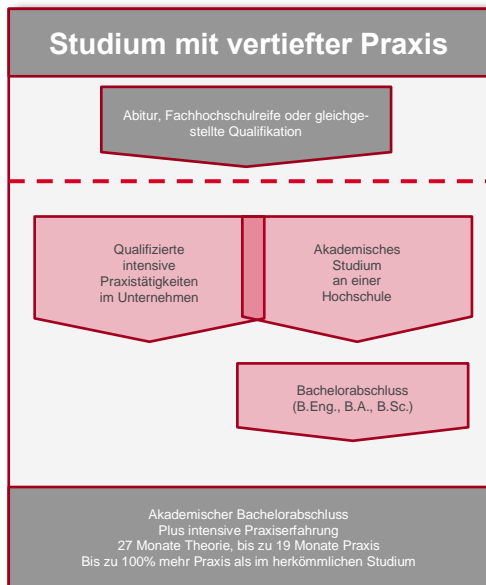 Studium mit vertiefter Praxis
Abitur, Fachhochschulreife oder gleichge-
stellte Qualifikation
Qualifizierte
intensive
Praxistätigkeiten
im Unternehmen
Akademisches
Studium
an einer
Hochschule
Bachelorabschluss
(B.Eng., B.A., B.Sc.)
Akademischer Bachelorabschluss
Plus intensive Praxiserfahrung
27 Monate Theorie, bis zu 19 Monate Praxis
Bis zu 100% mehr Praxis als im herkömmlichen Studium